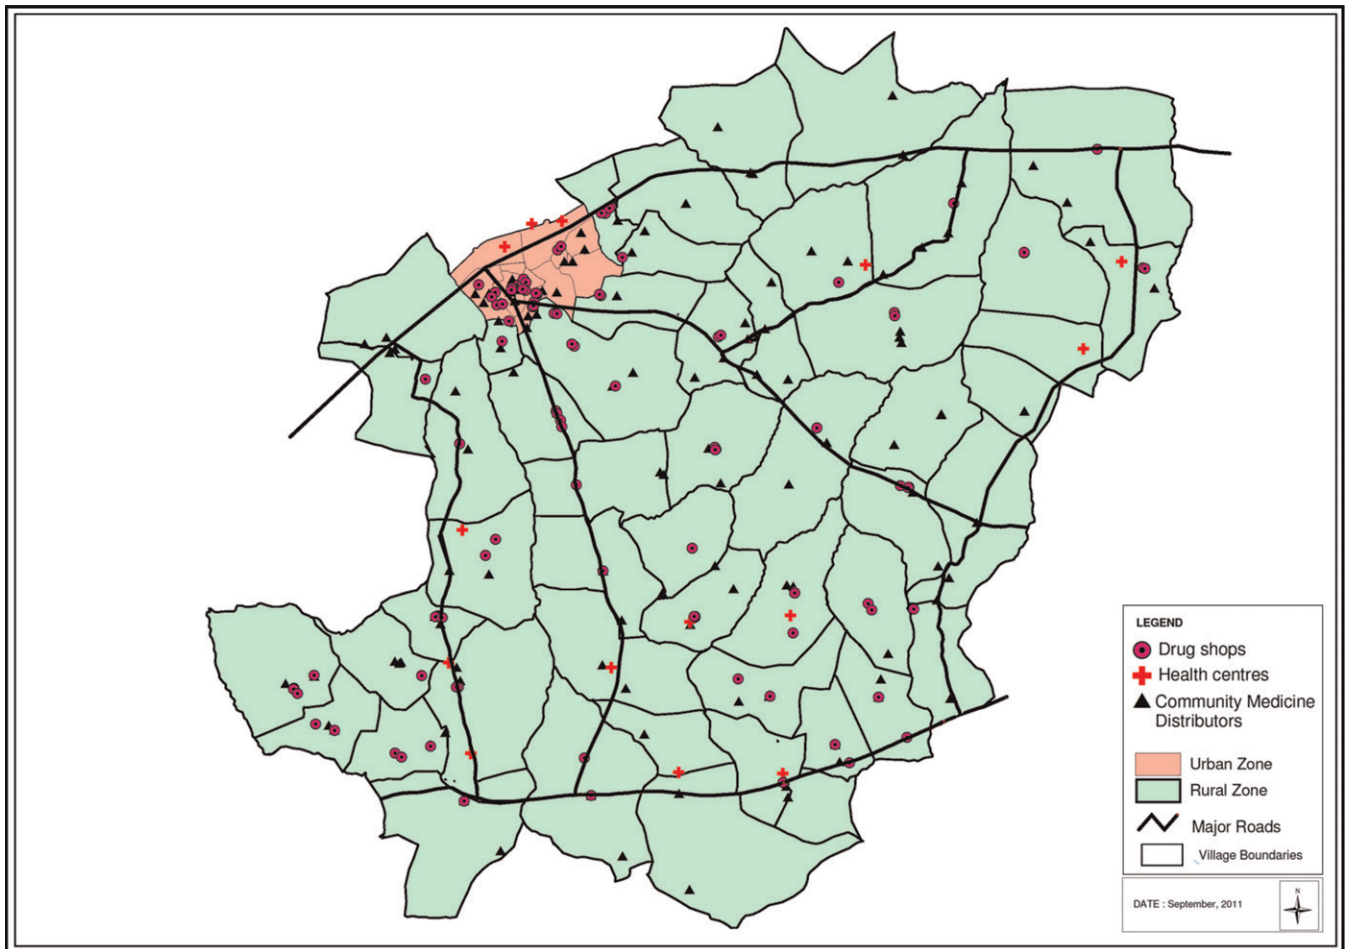 LEGEND
Drug shops
Health centres
Community Medicine
Distributors
Urban Zone
Rural Zone
Major Roads
Village Boundaries
DATE : September, 2011
N